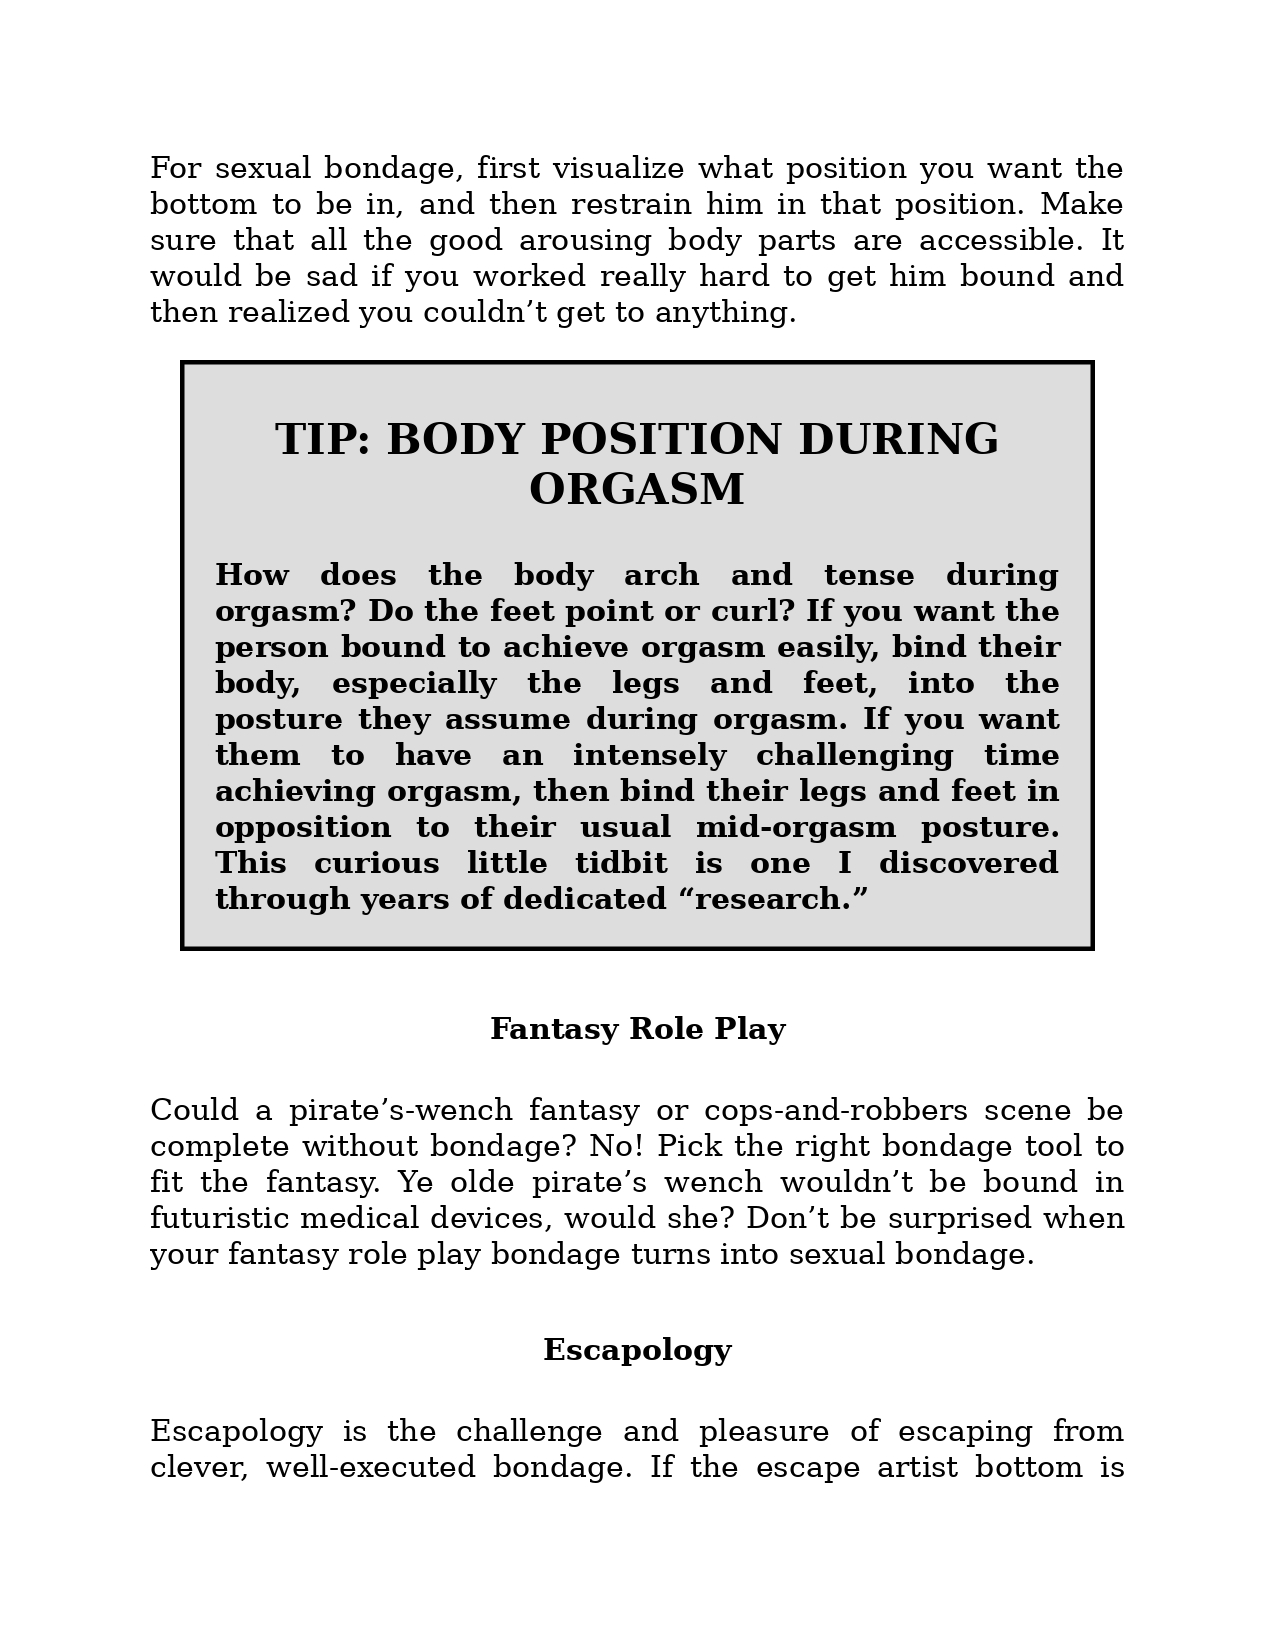 For sexual bondage, first visualize what position you want the
bottom to be in, and then restrain him in that position. Make
sure that all the good arousing body parts are accessible. It
would be sad if you worked really hard to get him bound and
then realized you couldn’t get to anything.
TIP: BODY POSITION DURING
ORGASM
How does the body arch and tense during
orgasm? Do the feet point or curl? If you want the
person bound to achieve orgasm easily, bind their
body, especially the legs and feet, into the
posture they assume during orgasm. If you want
them to have an intensely challenging time
achieving orgasm, then bind their legs and feet in
opposition to their usual mid-orgasm posture.
This curious little tidbit is one I discovered
through years of dedicated “research.”
Fantasy Role Play
Could a pirate’s-wench fantasy or cops-and-robbers scene be
complete without bondage? No! Pick the right bondage tool to
fit the fantasy. Ye olde pirate’s wench wouldn’t be bound in
futuristic medical devices, would she? Don’t be surprised when
your fantasy role play bondage turns into sexual bondage.
Escapology
Escapology is the challenge and pleasure of escaping from
clever, well-executed bondage. If the escape artist bottom is